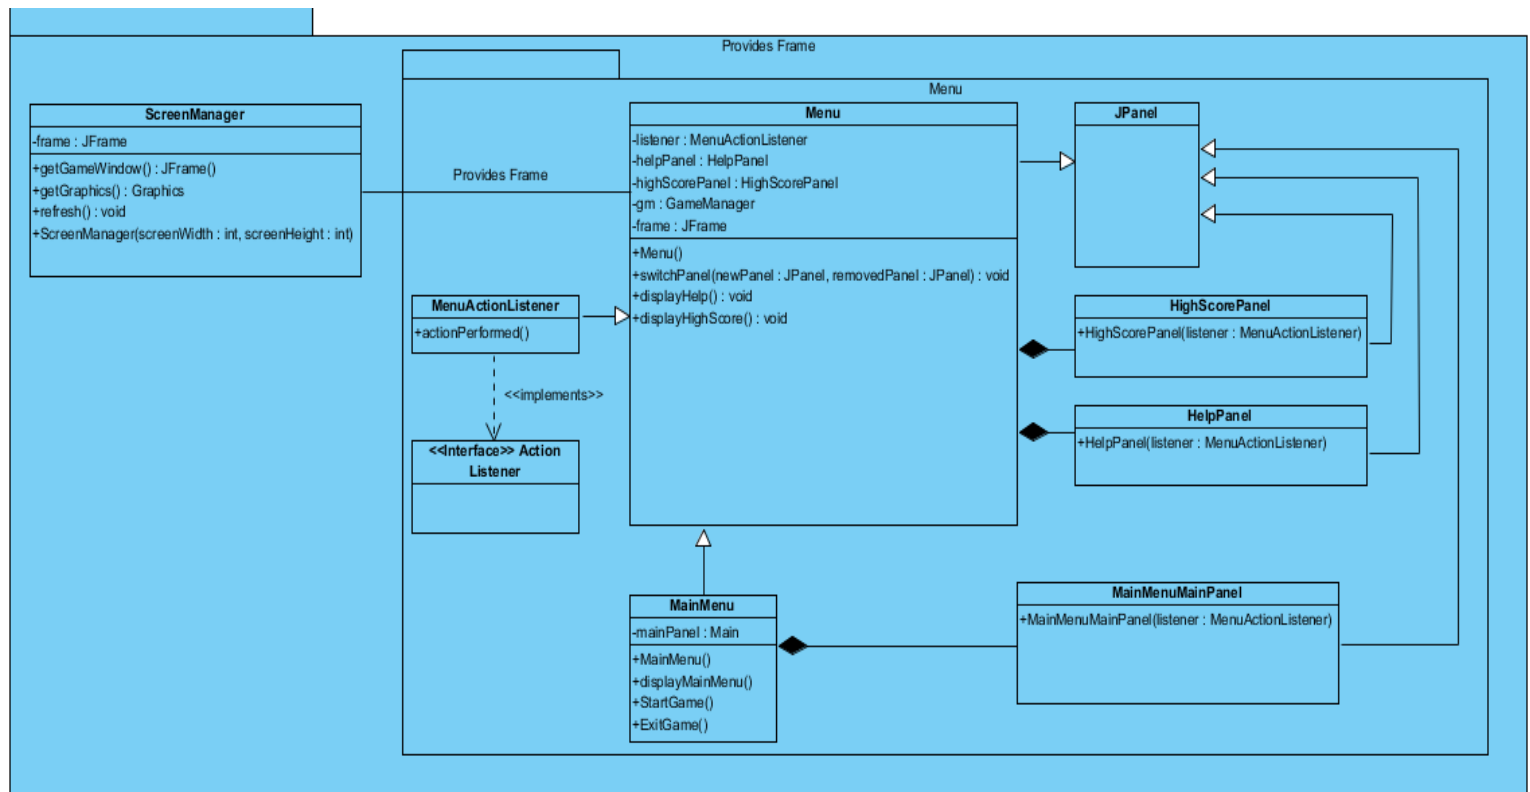 Provides Frame
Menu
ScreenManager
-frame : JFrame
+getGameWindow() : JFrame()
+getGraphics() : Graphics
+refresh() : void
+ScreenManager(screenWidth : int, screenHeight : int)
Provides Frame
Menu
-listener : MenuActionListener
-helpPanel : HelpPanel
-highScorePanel : HighScorePanel
-gm : GameManager
-frame : JFrame
+Menu()
+switchPanel(newPanel : JPanel, removedPanel : JPanel) : void
+displayHelp() : void
+displayHighScore() : void
JPanel
MenuActionListener
+actionPerformed()
<<implements>>
<<Interface>> Action
Listener
HighScorePanel
+HighScorePanel(listener : MenuActionListener)
HelpPanel
+HelpPanel(listener : MenuActionListener)
MainMenu
-mainPanel : Main
+MainMenu()
+displayMainMenu()
+StartGame()
+ExitGame()
MainMenuMainPanel
+MainMenuMainPanel(listener : MenuActionListener)